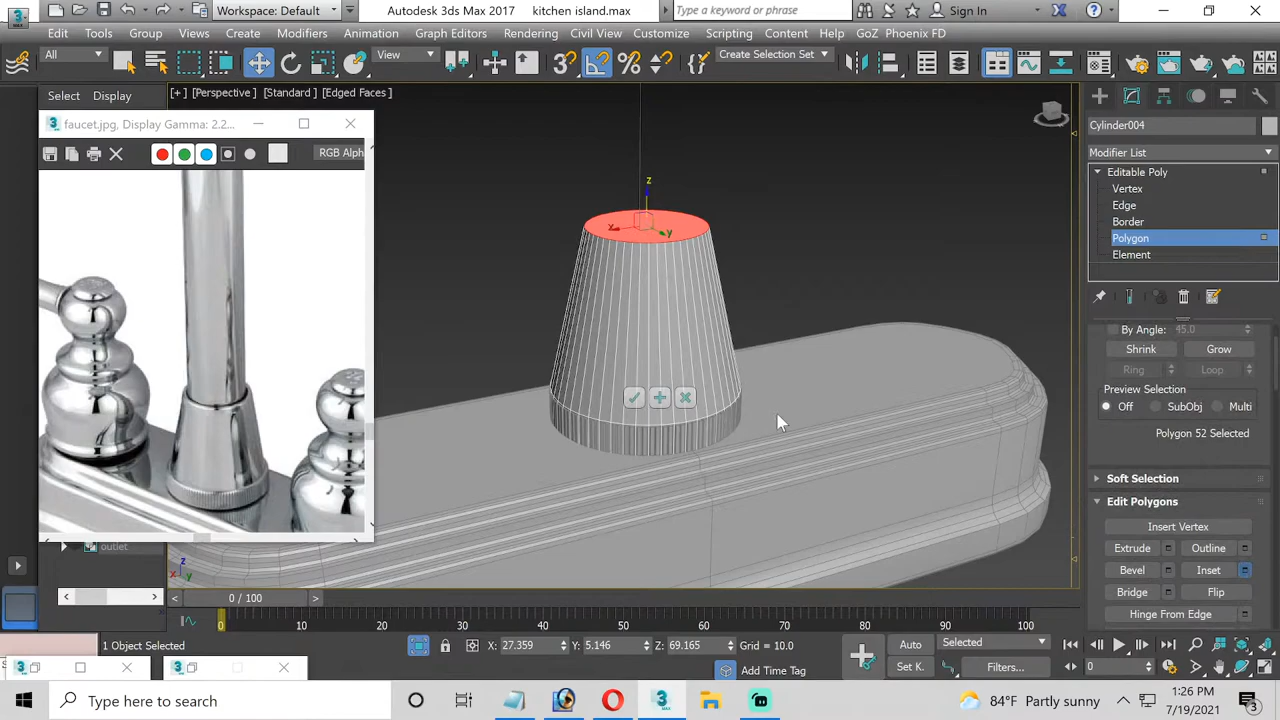 Workspace: Default
Autodesk 3ds Max 2017
kitchen island.max
Type a keyword or phrase
Sign In
Edit
Tools
Group
Views
Create
Modifiers
Animation
Graph Editors
Rendering
Civil View
Customize
Scripting
Content
Help
GoZ
Phoenix FD
All
View
Create Selection Set
Select
Display
[+] [Perspective] [Standard] [Edged Faces]
faucet.jpg, Display Gamma: 2.2...
RGB Alph
z
x
y
Cylinder004
Modifier List
Editable Poly
Vertex
Edge
Border
Polygon
Element
By Angle: 45.0
Shrink
Grow
Ring
Loop
Preview Selection
Off
SubObj
Multi
Polygon 52 Selected
Soft Selection
Edit Polygons
Insert Vertex
Extrude
Outline
Bevel
Inset
Bridge
Flip
Hinge From Edge
outlet
z
x
y
0 / 100
0
10
20
30
40
50
60
70
80
90
100
1 Object Selected
X: 27.359
Y: 5.146
Z: 69.165
Grid = 10.0
Add Time Tag
Auto
Selected
Set K.
Filters...
0
Type here to search
84°F Partly sunny
1:26 PM
7/19/2021
3